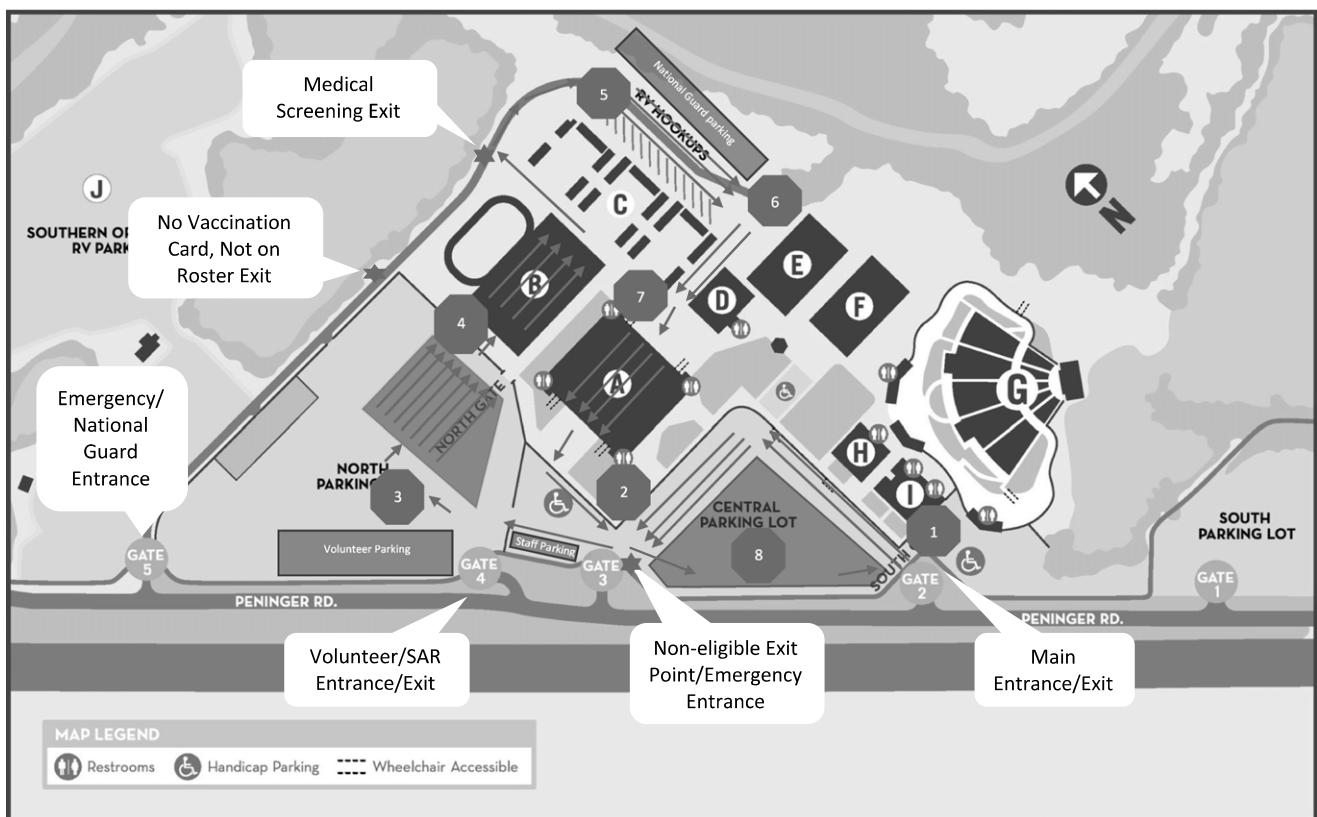 Medical
Screening Exit
5
National Guard parking
RV HOOKUPS
N
J
SOUTHERN OR
RV PARK
No Vaccination
Card, Not on
Roster Exit
C
6
B
E
D
7
F
4
A
G
Emergency/
National
Guard
Entrance
NORTH GATE
NORTH
PARKING
3
2
H
I
CENTRAL
PARKING LOT
1
8
SOUTH
PARKING LOT
Volunteer Parking
Staff Parking
SOUTH
GATE
5
GATE
4
GATE
3
GATE
2
GATE
1
PENINGER RD.
PENINGER RD.
Volunteer/SAR
Entrance/Exit
Non-eligible Exit
Point/Emergency
Entrance
Main
Entrance/Exit
MAP LEGEND
Restrooms
Handicap Parking
Wheelchair Accessible